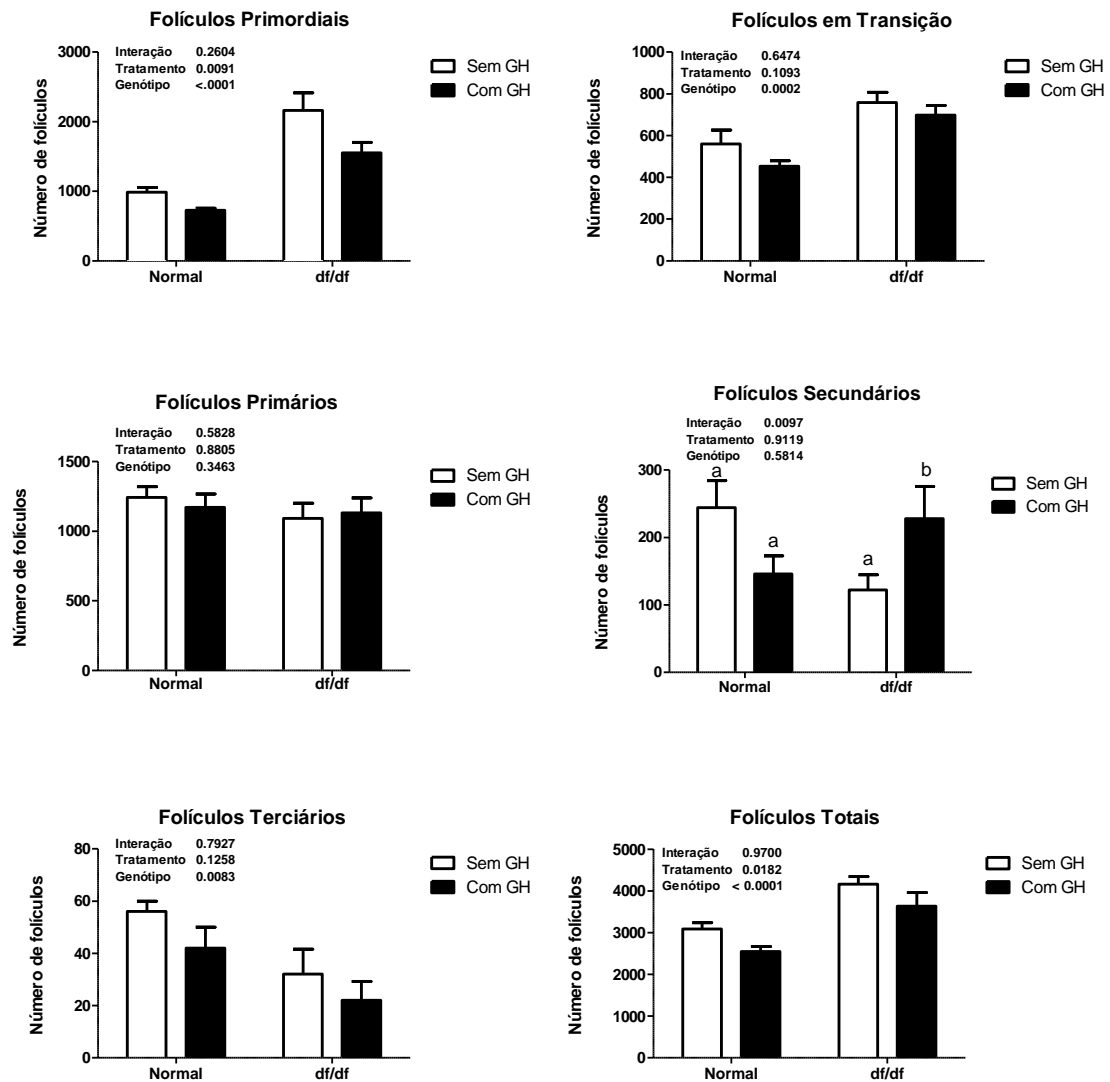 Folículos Primordiais
Interação 0.2604
Tratamento 0.0091
Genótipo <.0001
Sem GH
Com GH
Número de folículos
3000
2000
1000
0
Normal df/df
Folículos em Transição
Interação 0.6474
Tratamento 0.1093
Genótipo 0.0002
Sem GH
Com GH
Número de folículos
1000
800
600
400
200
0
Normal df/df
Folículos Primários
Interação 0.5828
Tratamento 0.8805
Genótipo 0.3463
Sem GH
Com GH
Número de folículos
1500
1000
500
0
Normal df/df
Folículos Secundários
Interação 0.0097
Tratamento 0.9119
Genótipo 0.5814
Sem GH
Com GH
Número de folículos
300
200
100
0
a
a
a
b
Normal df/df
Folículos Terciários
Interação 0.7927
Tratamento 0.1258
Genótipo 0.0083
Sem GH
Com GH
Número de folículos
80
60
40
20
0
Normal df/df
Folículos Totais
Interação 0.9700
Tratamento 0.0182
Genótipo < 0.0001
Sem GH
Com GH
Número de folículos
5000
4000
3000
2000
1000
0
Normal df/df